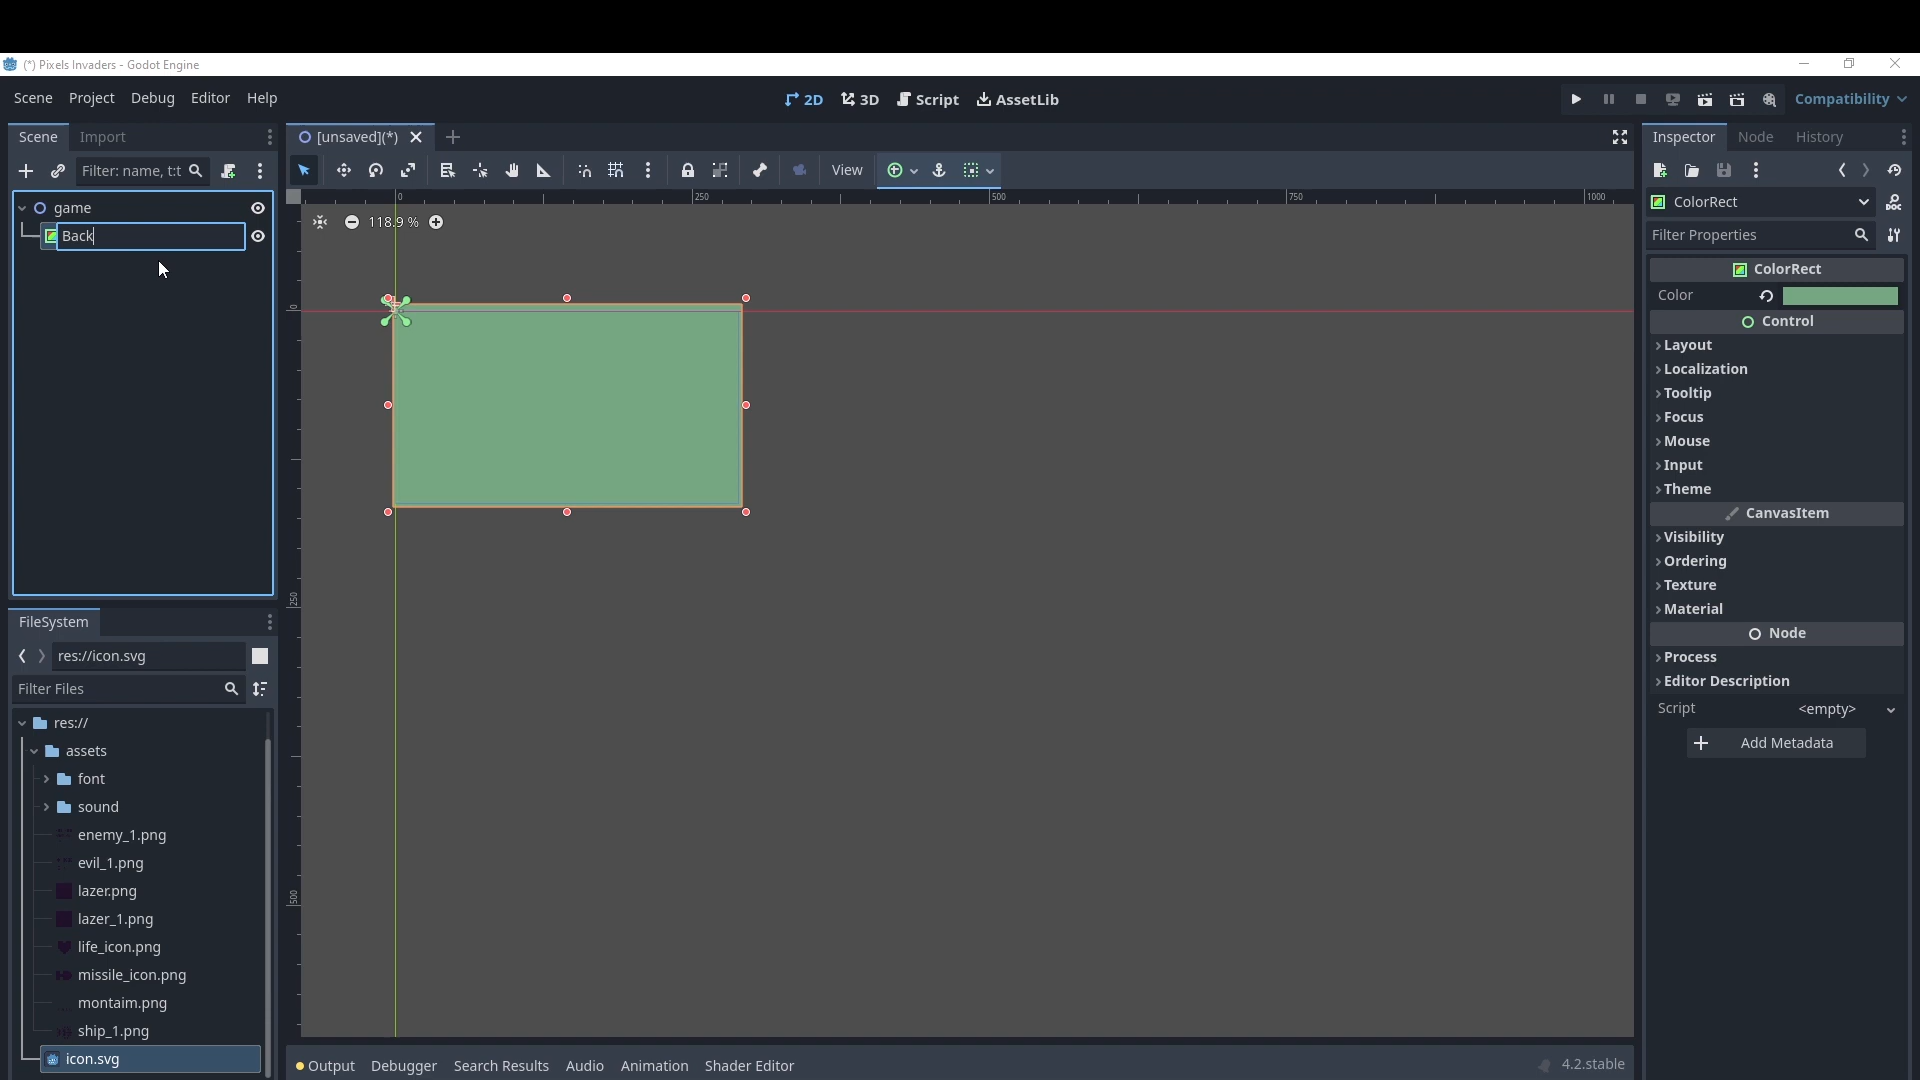 (*) Pixels Invaders - Godot Engine
Scene Project Debug Editor Help
2D 3D Script AssetLib
Compatibility
Scene Import
[unsaved](*)
Inspector Node History
Filter: name, t:t
View
ColorRect
game
Back
118.9 %
0 250 500 750 1000
0
250
500
Filter Properties
ColorRect
Color
Control
Layout
Localization
Tooltip
Focus
Mouse
Input
Theme
CanvasItem
Visibility
Ordering
Texture
Material
Node
Process
Editor Description
Script <empty>
Add Metadata
FileSystem
res://icon.svg
Filter Files
res://
assets
font
sound
enemy_1.png
evil_1.png
lazer.png
lazer_1.png
life_icon.png
missile_icon.png
montaim.png
ship_1.png
icon.svg
Output Debugger Search Results Audio Animation Shader Editor
4.2.stable